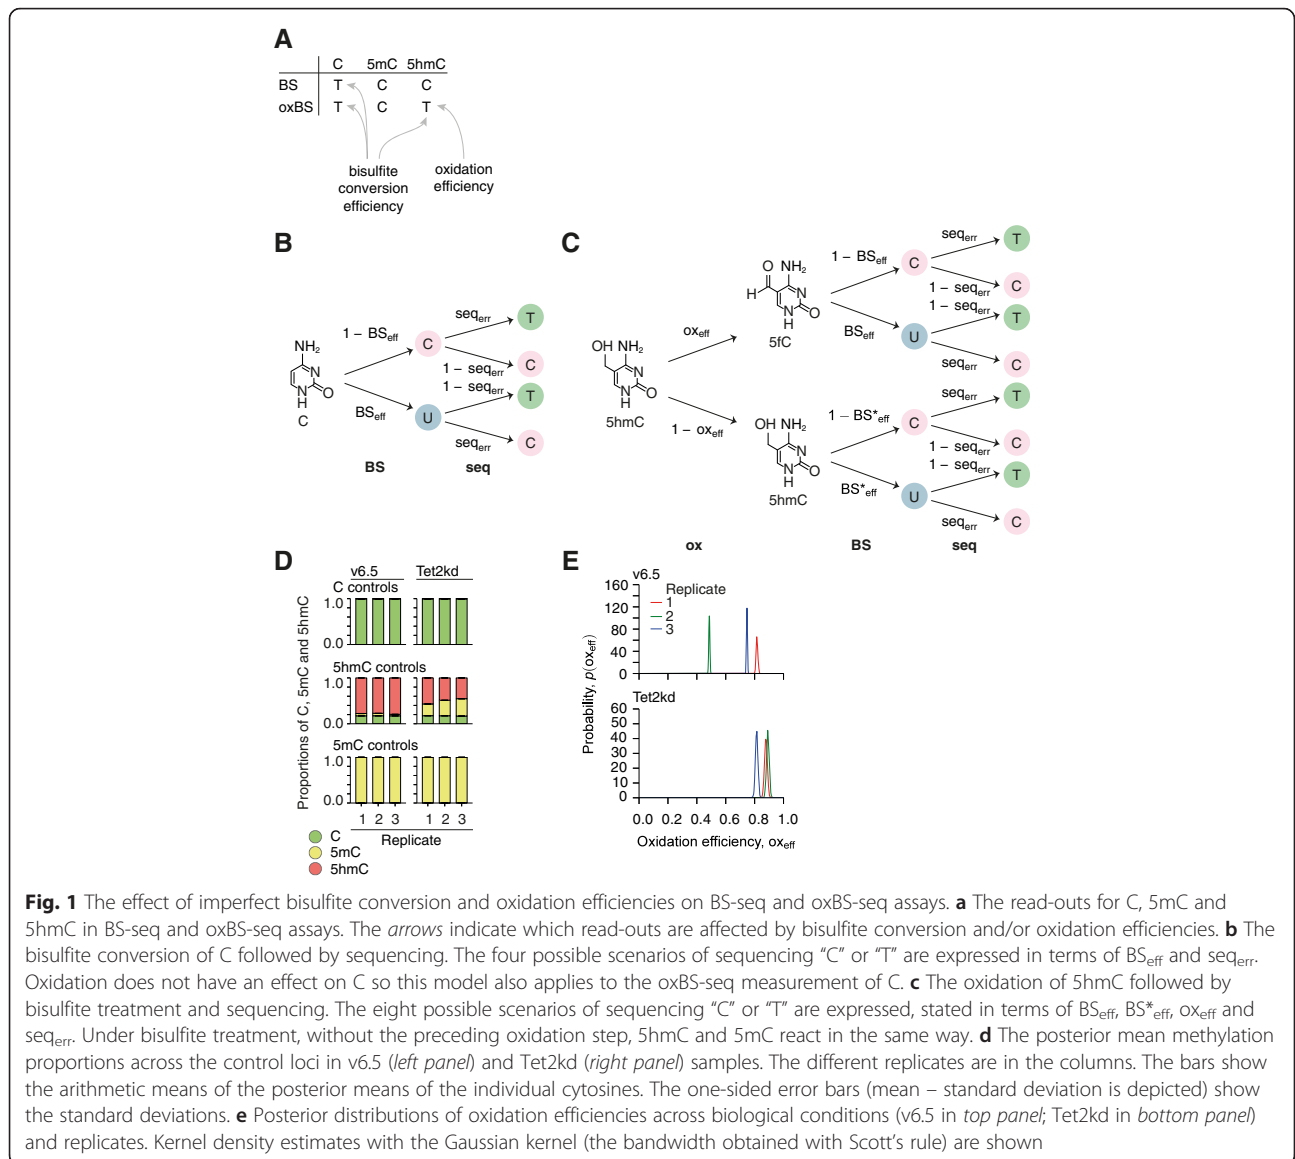 A
C 5mC 5hmC
BS T C C
oxBS T C T
bisulfite conversion efficiency
oxidation efficiency
B
NH₂
N
N
H
O
C
1 – BSeff
BSeff
C
U
seqerr
1 – seqerr
1 – seqerr
seqerr
T
C
T
C
BS seq
C
OH NH₂
N
N
H
O
5hmC
oxeff
1 – oxeff
O
H
NH₂
N
N
H
O
5fC
OH NH₂
N
N
H
O
5hmC
1 – BSeff
BSeff
1 – BS*eff
BS*eff
C
U
C
U
seqerr
1 – seqerr
1 – seqerr
seqerr
seqerr
1 – seqerr
1 – seqerr
seqerr
T
C
T
C
T
C
T
C
ox BS seq
D
v6.5 Tet2kd
Proportions of C, 5mC and 5hmC
C controls
1.0
0.0
5hmC controls
1.0
0.0
5mC controls
1.0
0.0
1 2 3 1 2 3
Replicate
C
5mC
5hmC
E
v6.5
Replicate
1
2
3
160
120
80
40
0
Probability, p(oxeff)
Tet2kd
60
50
40
30
20
10
0
0.0 0.2 0.4 0.6 0.8 1.0
Oxidation efficiency, oxeff
Fig. 1 The effect of imperfect bisulfite conversion and oxidation efficiencies on BS-seq and oxBS-seq assays. a The read-outs for C, 5mC and
5hmC in BS-seq and oxBS-seq assays. The arrows indicate which read-outs are affected by bisulfite conversion and/or oxidation efficiencies. b The
bisulfite conversion of C followed by sequencing. The four possible scenarios of sequencing “C” or “T” are expressed in terms of BSeff and seqerr.
Oxidation does not have an effect on C so this model also applies to the oxBS-seq measurement of C. c The oxidation of 5hmC followed by
bisulfite treatment and sequencing. The eight possible scenarios of sequencing “C” or “T” are expressed, stated in terms of BSeff, BS*eff, oxeff and
seqerr. Under bisulfite treatment, without the preceding oxidation step, 5hmC and 5mC react in the same way. d The posterior mean methylation
proportions across the control loci in v6.5 (left panel) and Tet2kd (right panel) samples. The different replicates are in the columns. The bars show
the arithmetic means of the posterior means of the individual cytosines. The one-sided error bars (mean – standard deviation is depicted) show
the standard deviations. e Posterior distributions of oxidation efficiencies across biological conditions (v6.5 in top panel; Tet2kd in bottom panel)
and replicates. Kernel density estimates with the Gaussian kernel (the bandwidth obtained with Scott’s rule) are shown